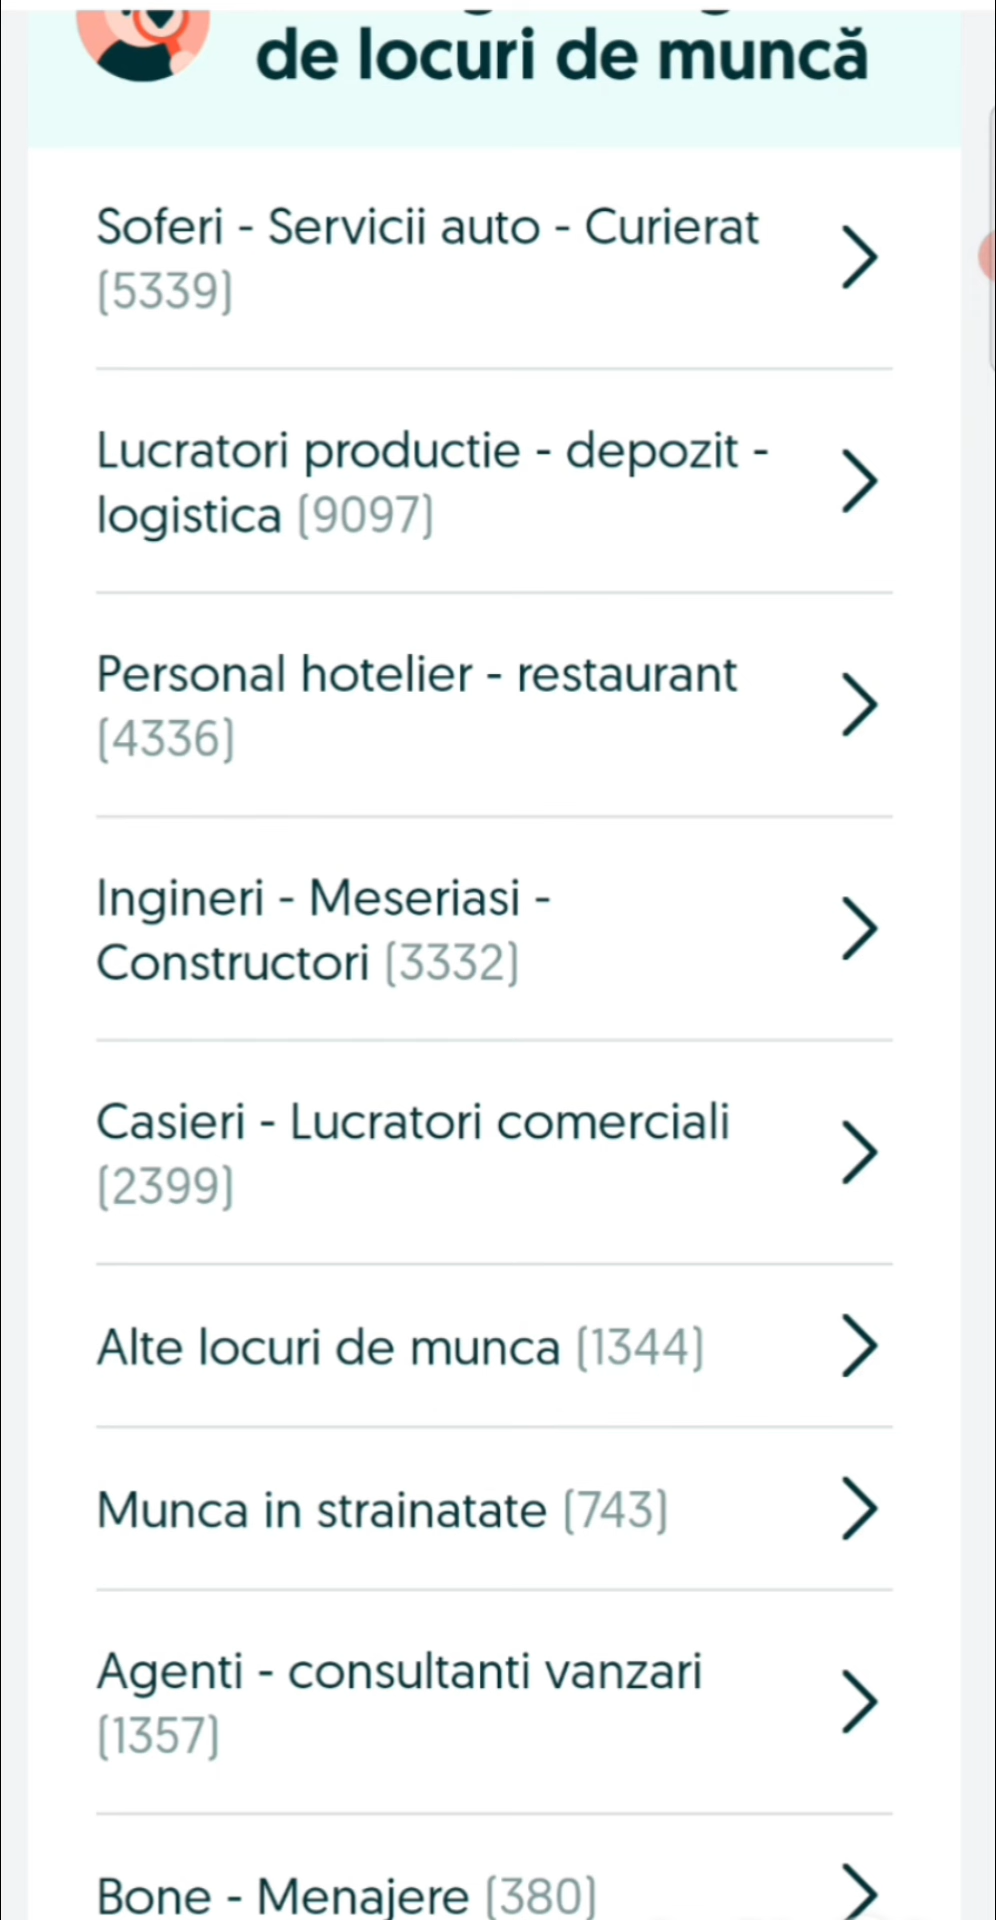 de locuri de muncă
Soferi - Servicii auto - Curierat
(5339)
Lucratori productie - depozit -
logistica (9097)
Personal hotelier - restaurant
(4336)
Ingineri - Meseriasi -
Constructori (3332)
Casieri - Lucratori comerciali
(2399)
Alte locuri de munca (1344)
Munca in strainatate (743)
Agenti - consultanti vanzari
(1357)
Bone - Menajere (380)